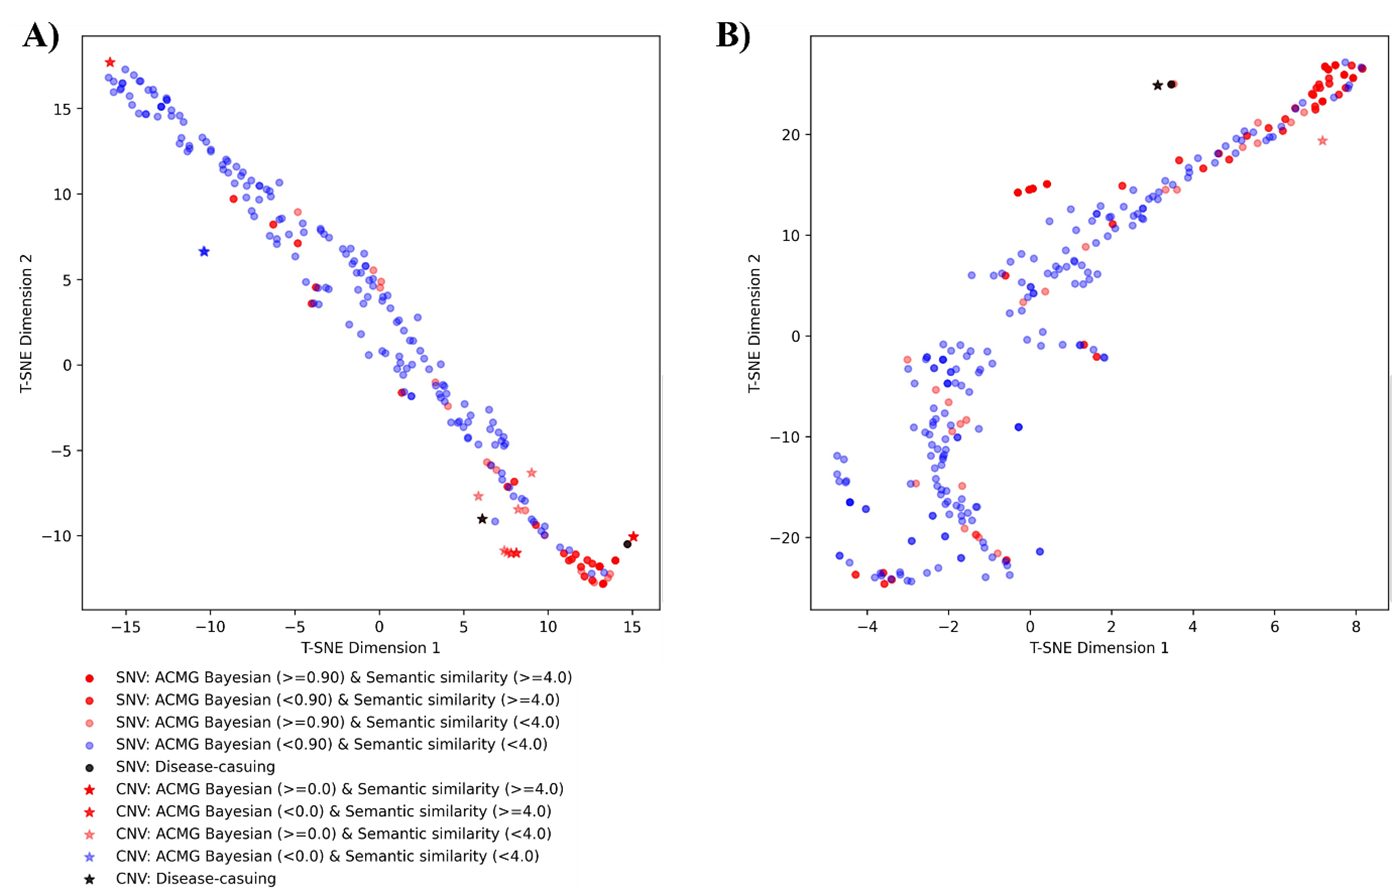 A)
B)
15
10
5
0
−5
−10
T-SNE Dimension 2
−15
−10
−5
0
5
10
15
T-SNE Dimension 1
20
10
0
−10
−20
T-SNE Dimension 2
−4
−2
0
2
4
6
8
T-SNE Dimension 1
SNV: ACMG Bayesian (>=0.90) & Semantic similarity (>=4.0)
SNV: ACMG Bayesian (<0.90) & Semantic similarity (>=4.0)
SNV: ACMG Bayesian (>=0.90) & Semantic similarity (<4.0)
SNV: ACMG Bayesian (<0.90) & Semantic similarity (<4.0)
SNV: Disease-casuing
CNV: ACMG Bayesian (>=0.0) & Semantic similarity (>=4.0)
CNV: ACMG Bayesian (<0.0) & Semantic similarity (>=4.0)
CNV: ACMG Bayesian (>=0.0) & Semantic similarity (<4.0)
CNV: ACMG Bayesian (<0.0) & Semantic similarity (<4.0)
CNV: Disease-casuing